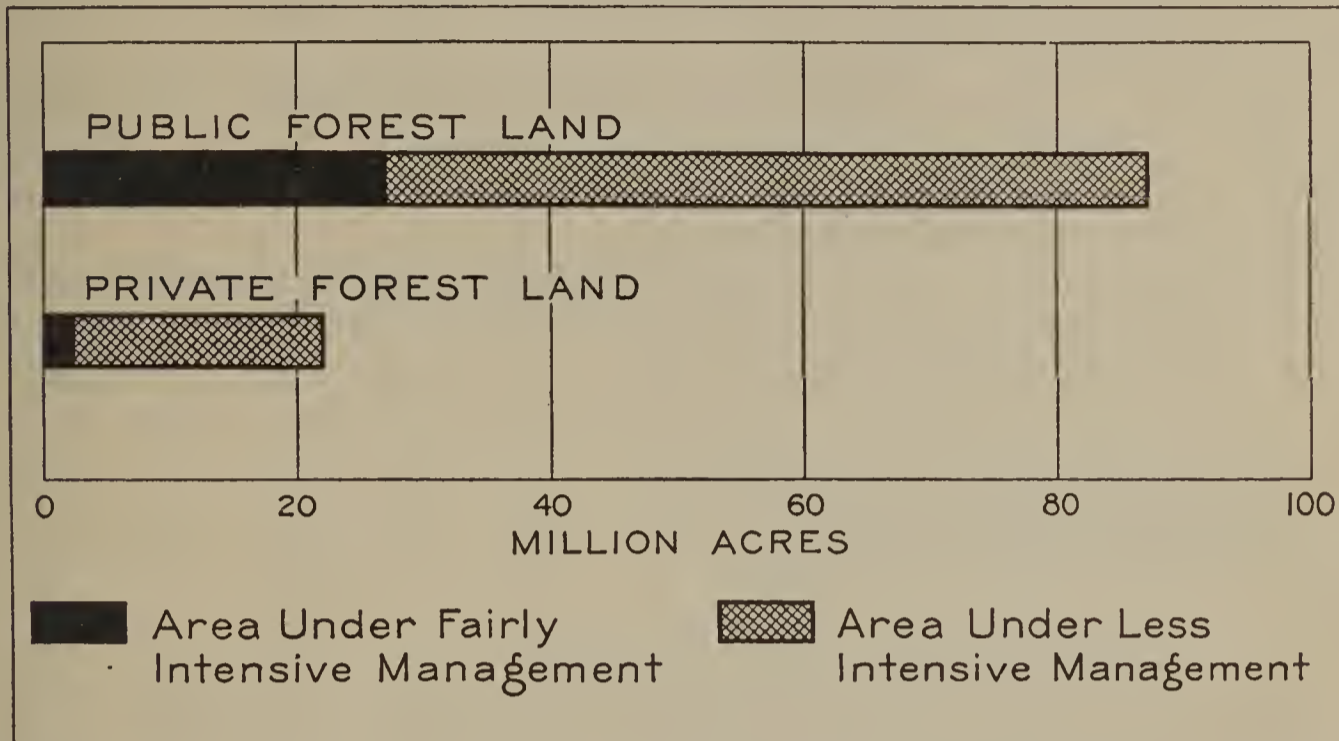 PUBLIC FOREST LAND
PRIVATE FOREST LAND
0 20 40 60 80 100
MILLION ACRES
Area Under Fairly
Intensive Management
Area Under Less
Intensive Management